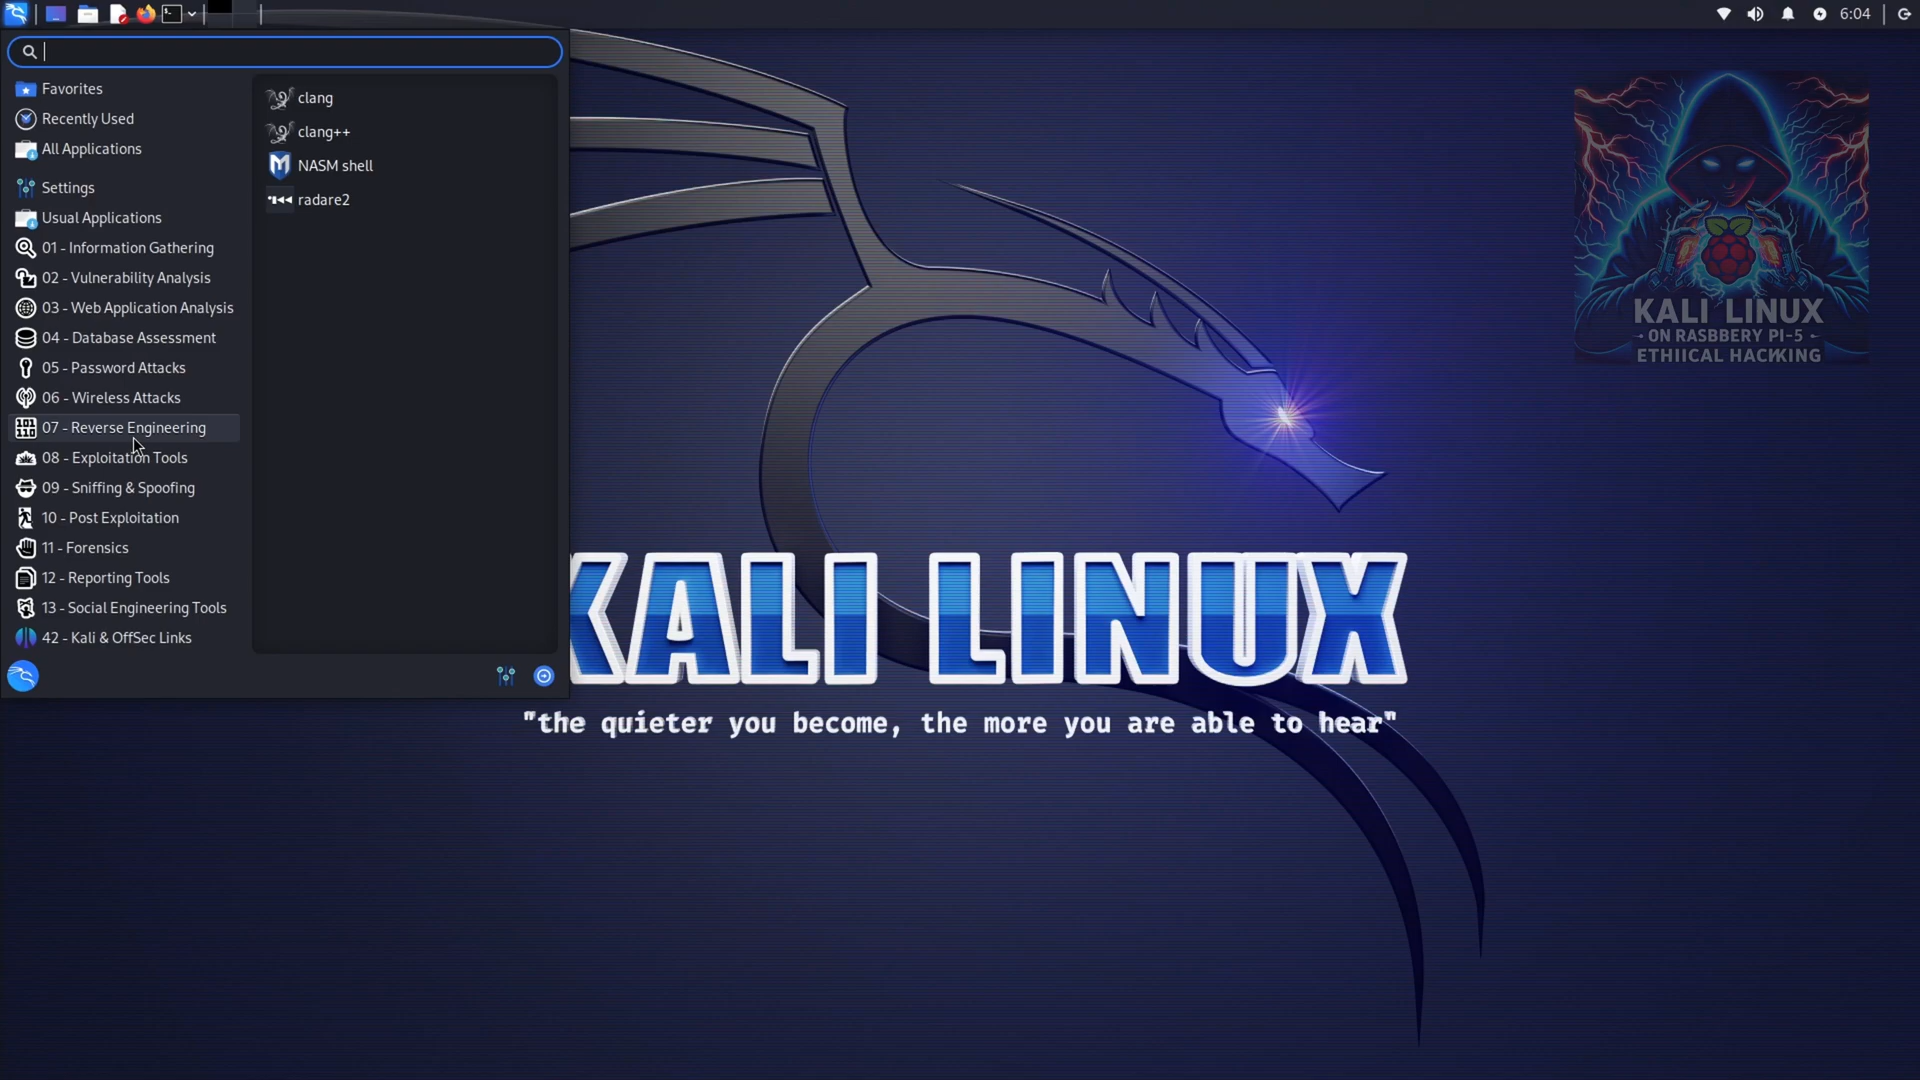 6:04
Favorites
Recently Used
All Applications
Settings
Usual Applications
01 - Information Gathering
02 - Vulnerability Analysis
03 - Web Application Analysis
04 - Database Assessment
05 - Password Attacks
06 - Wireless Attacks
07 - Reverse Engineering
08 - Exploitation Tools
09 - Sniffing & Spoofing
10 - Post Exploitation
11 - Forensics
12 - Reporting Tools
13 - Social Engineering Tools
42 - Kali & OffSec Links
clang
clang++
NASM shell
radare2
KALI LINUX
"the quieter you become, the more you are able to hear"
KALI LINUX
- ON RASBBERY PI-5 -
ETHIICAL HACKING